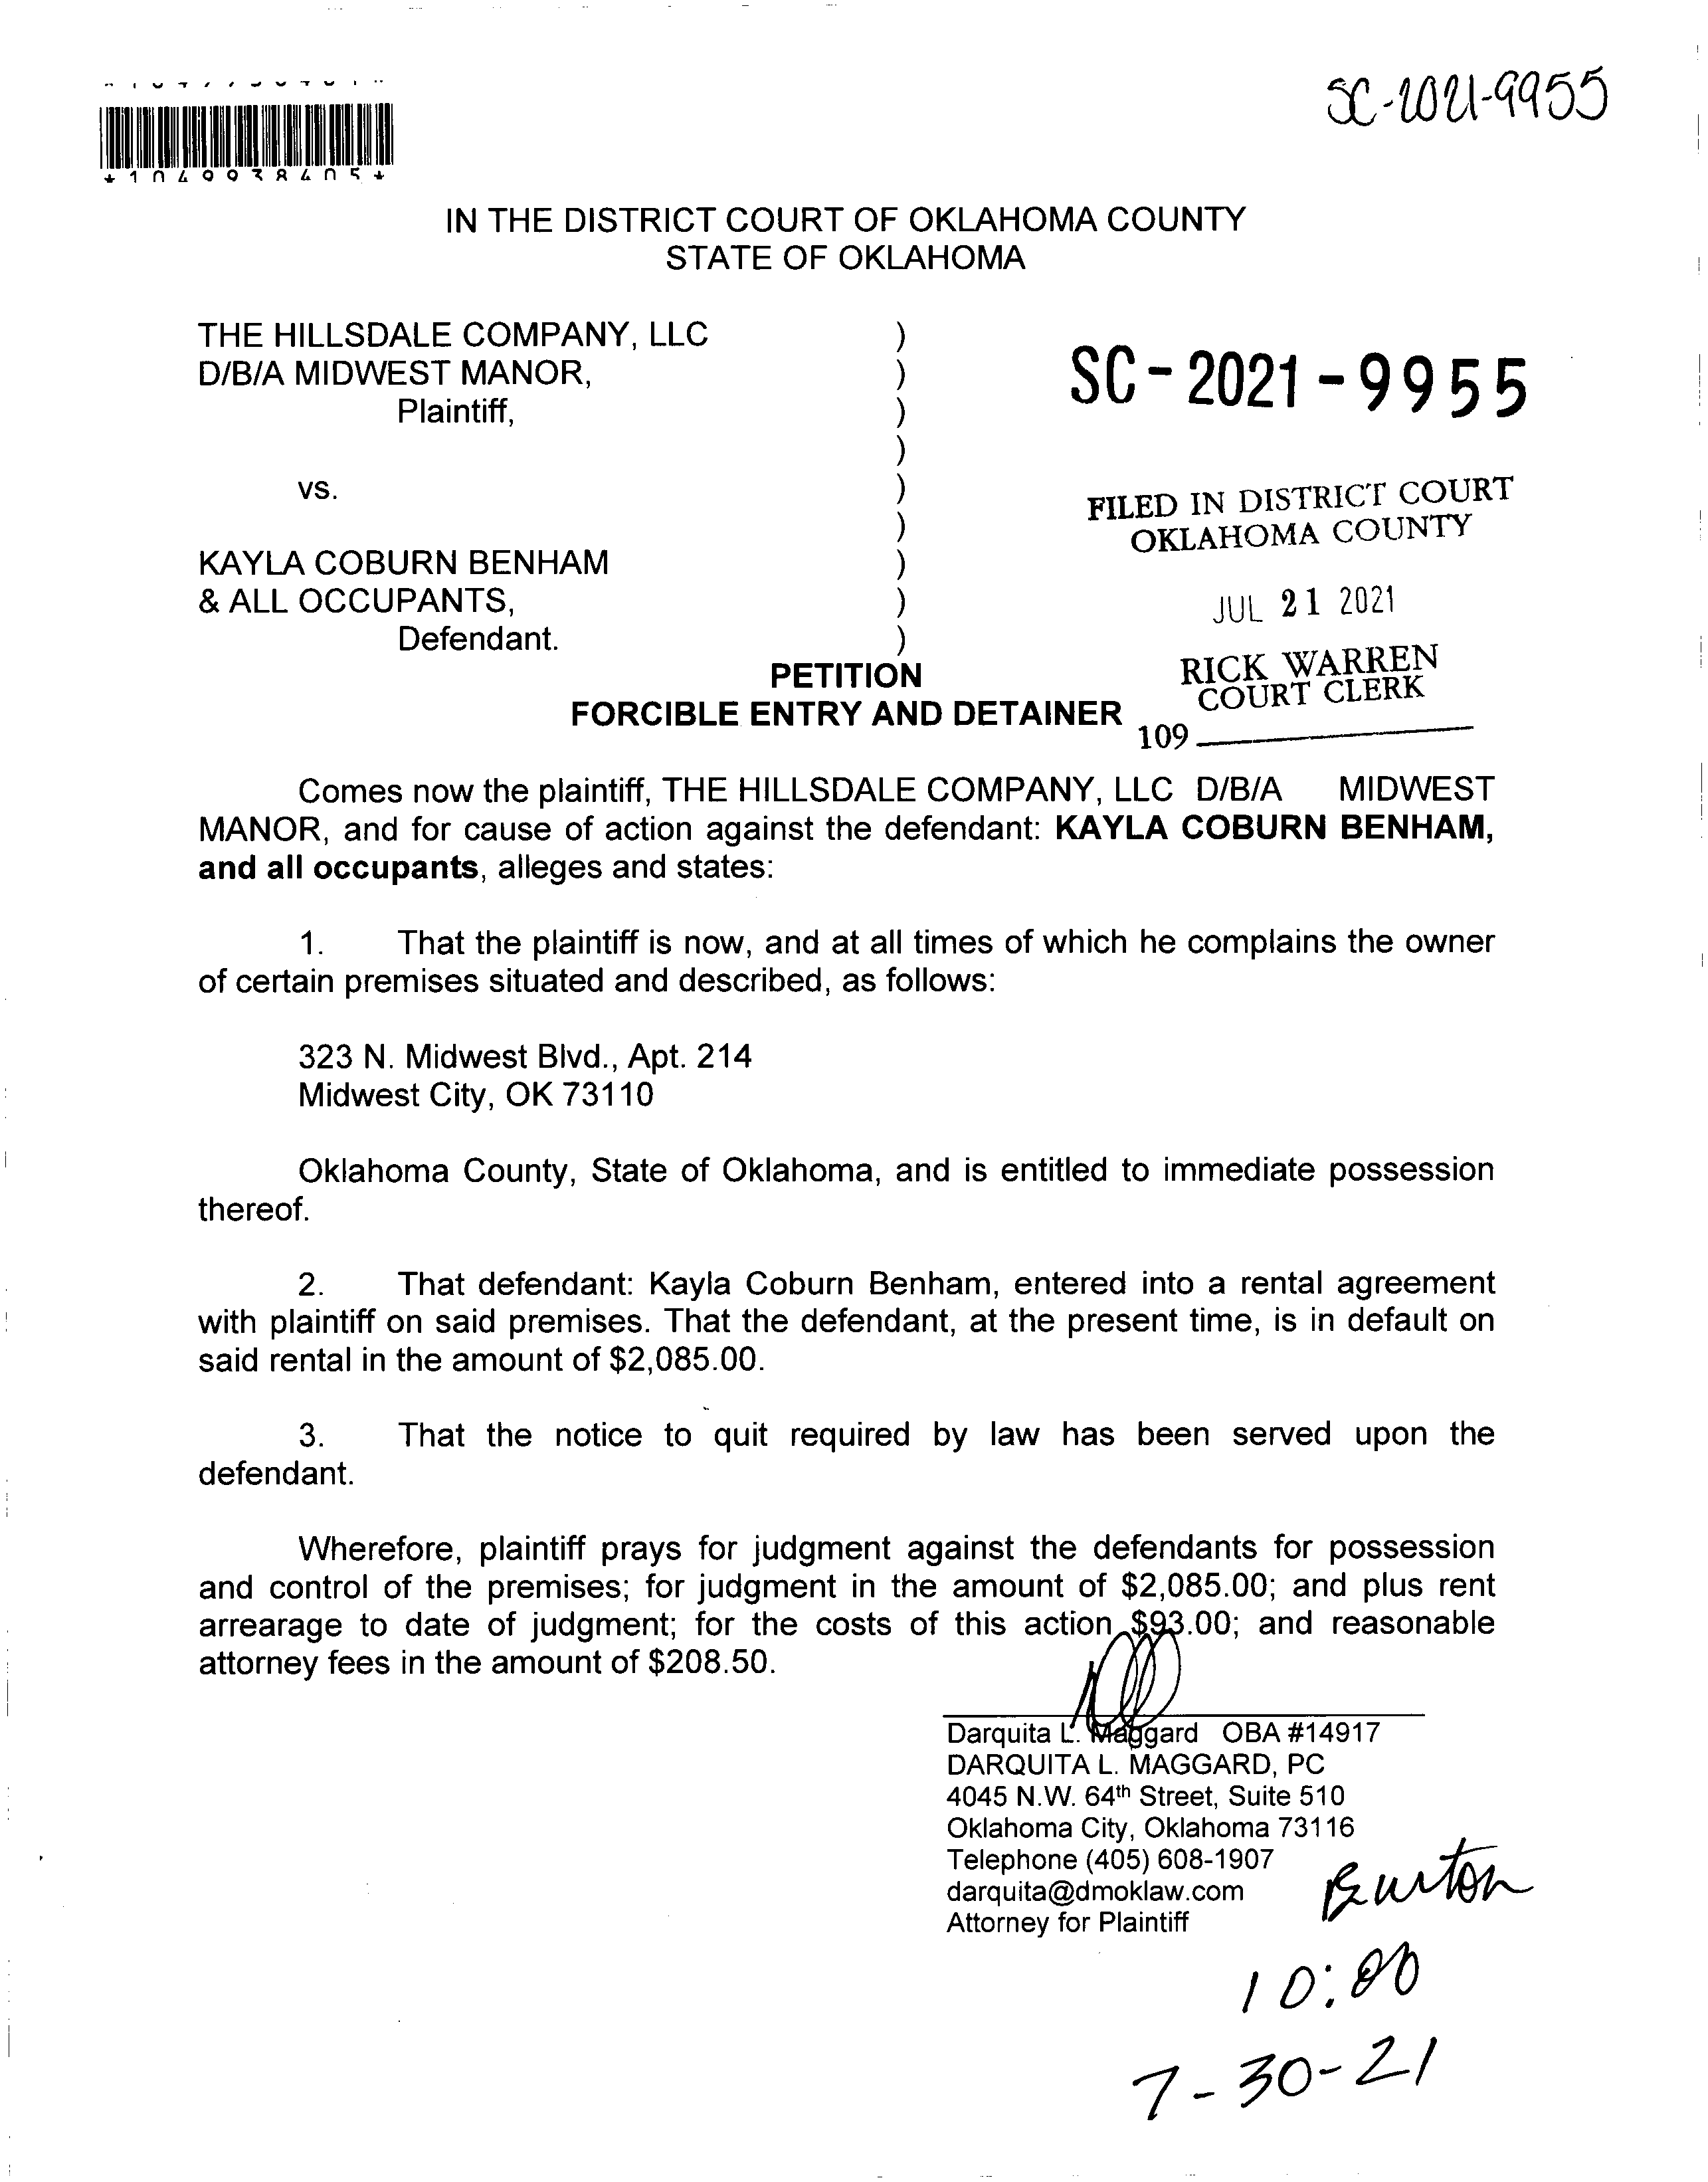 SC-2021-9955
*1049938405*
IN THE DISTRICT COURT OF OKLAHOMA COUNTY
STATE OF OKLAHOMA
THE HILLSDALE COMPANY, LLC )
D/B/A MIDWEST MANOR, )
Plaintiff, )
)
vs. )
)
KAYLA COBURN BENHAM )
& ALL OCCUPANTS, )
Defendant. )
SC-2021-9955
FILED IN DISTRICT COURT
OKLAHOMA COUNTY
JUL 21 2021
RICK WARREN
COURT CLERK
109
PETITION
FORCIBLE ENTRY AND DETAINER
Comes now the plaintiff, THE HILLSDALE COMPANY, LLC D/B/A MIDWEST
MANOR, and for cause of action against the defendant: KAYLA COBURN BENHAM,
and all occupants, alleges and states:
1. That the plaintiff is now, and at all times of which he complains the owner
of certain premises situated and described, as follows:
323 N. Midwest Blvd., Apt. 214
Midwest City, OK 73110
Oklahoma County, State of Oklahoma, and is entitled to immediate possession
thereof.
2. That defendant: Kayla Coburn Benham, entered into a rental agreement
with plaintiff on said premises. That the defendant, at the present time, is in default on
said rental in the amount of $2,085.00.
3. That the notice to quit required by law has been served upon the
defendant.
Wherefore, plaintiff prays for judgment against the defendants for possession
and control of the premises; for judgment in the amount of $2,085.00; and plus rent
arrearage to date of judgment; for the costs of this action $93.00; and reasonable
attorney fees in the amount of $208.50.
Darquita L. Maggard OBA #14917
DARQUITA L. MAGGARD, PC
4045 N.W. 64th Street, Suite 510
Oklahoma City, Oklahoma 73116
Telephone (405) 608-1907
darquita@dmoklaw.com
Attorney for Plaintiff
Burton
10:00
7-30-21